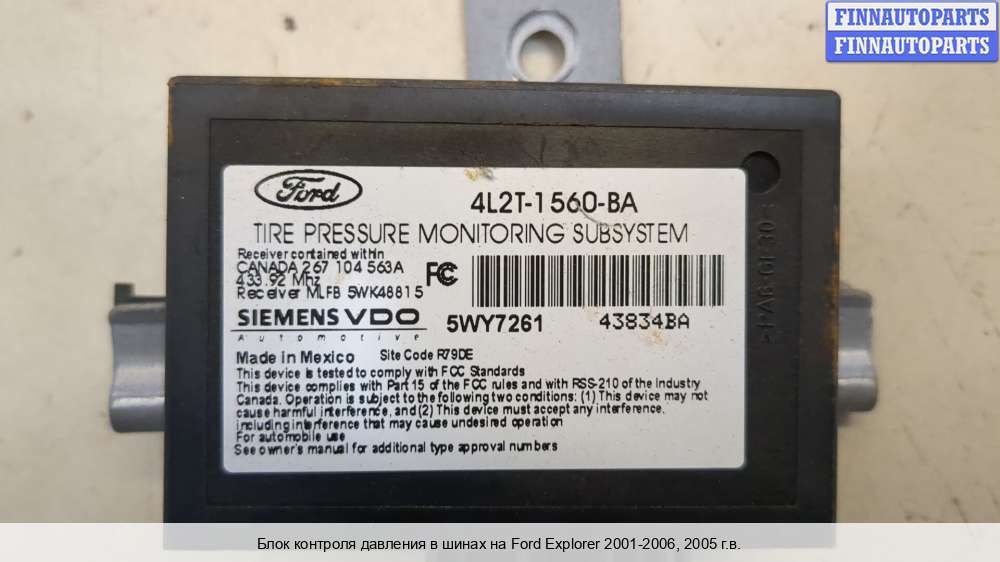 FINNAUTOPARTS
FINNAUTOPARTS
Ford
4L2T-1560-BA
TIRE PRESSURE MONITORING SUBSYSTEM
Receiver contained within
CANADA 267 104 563A
433.92 Mhz
Receiver MLFB 5WK48815
FCC
SIEMENS VDO
Automotive
5WY7261 43834BA
Made in Mexico Site Code R79DE
This device is tested to comply with FCC Standards
This device complies with Part 15 of the FCC rules and with RSS-210 of the Industry
Canada. Operation is subject to the following two conditions: (1) This device may not
cause harmful interference, and (2) This device must accept any interference,
including interference that may cause undesired operation
For automobile use
See owner's manual for additional type approval numbers
Блок контроля давления в шинах на Ford Explorer 2001-2006, 2005 г.в.